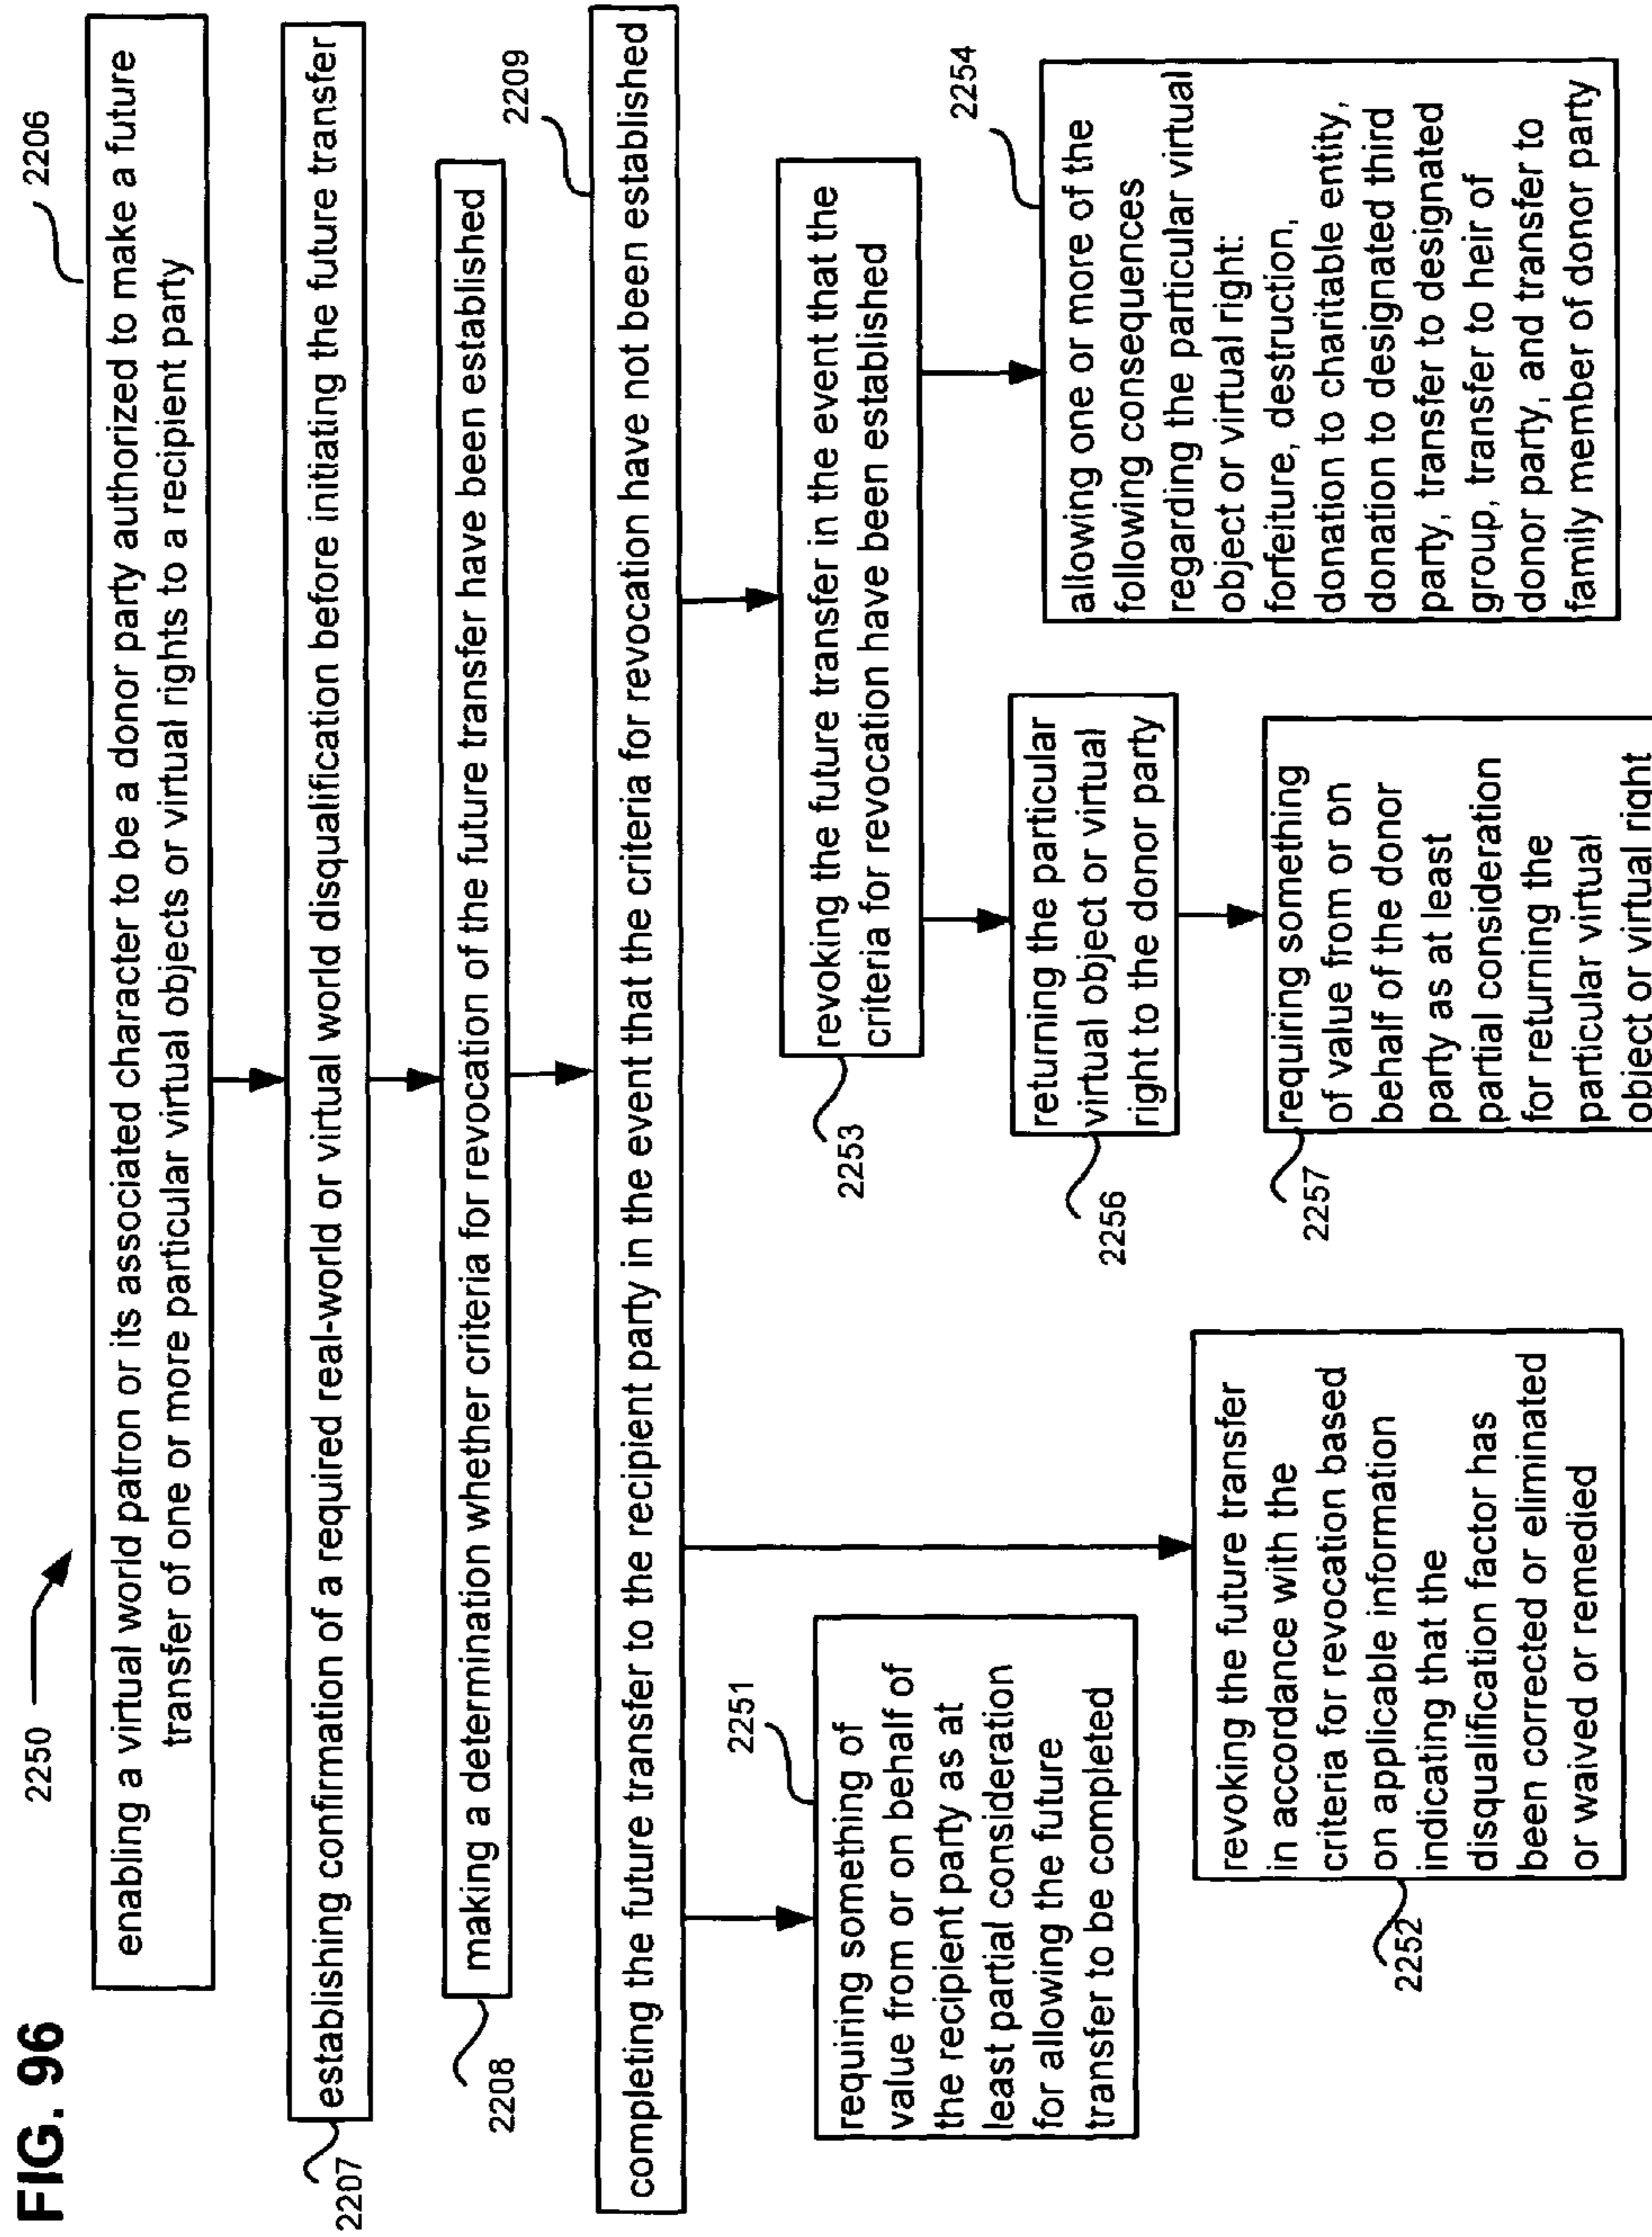 FIG. 96
2250
2206
enabling a virtual world patron or its associated character to be a donor party authorized to make a future
transfer of one or more particular virtual objects or virtual rights to a recipient party
2207
establishing confirmation of a required real-world or virtual world disqualification before initiating the future transfer
2208
making a determination whether criteria for revocation of the future transfer have been established
2209
completing the future transfer to the recipient party in the event that the criteria for revocation have not been established
2251
requiring something of
value from or on behalf of
the recipient party as at
least partial consideration
for allowing the future
transfer to be completed
2252
revoking the future transfer
in accordance with the
criteria for revocation based
on applicable information
indicating that the
disqualification factor has
been corrected or eliminated
or waived or remedied
2253
revoking the future transfer in the event that the
criteria for revocation have been established
2256
returning the particular
virtual object or virtual
right to the donor party
2257
requiring something
of value from or on
behalf of the donor
party as at least
partial consideration
for returning the
particular virtual
object or virtual right
2254
allowing one or more of the
following consequences
regarding the particular virtual
object or virtual right:
forfeiture, destruction,
donation to charitable entity,
donation to designated third
party, transfer to designated
group, transfer to heir of
donor party, and transfer to
family member of donor party